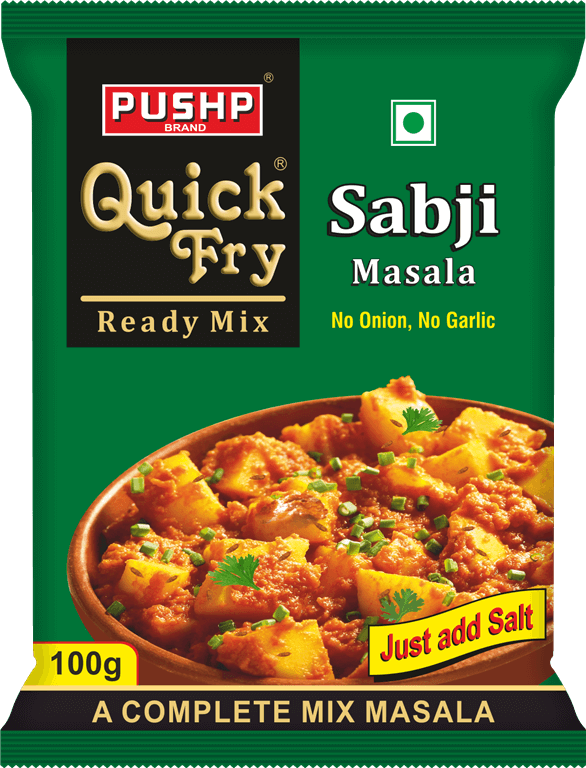 PUSHP ®
BRAND
Quick ®
Fry
Ready Mix
Sabji
Masala
No Onion, No Garlic
Just add Salt
100g
A COMPLETE MIX MASALA